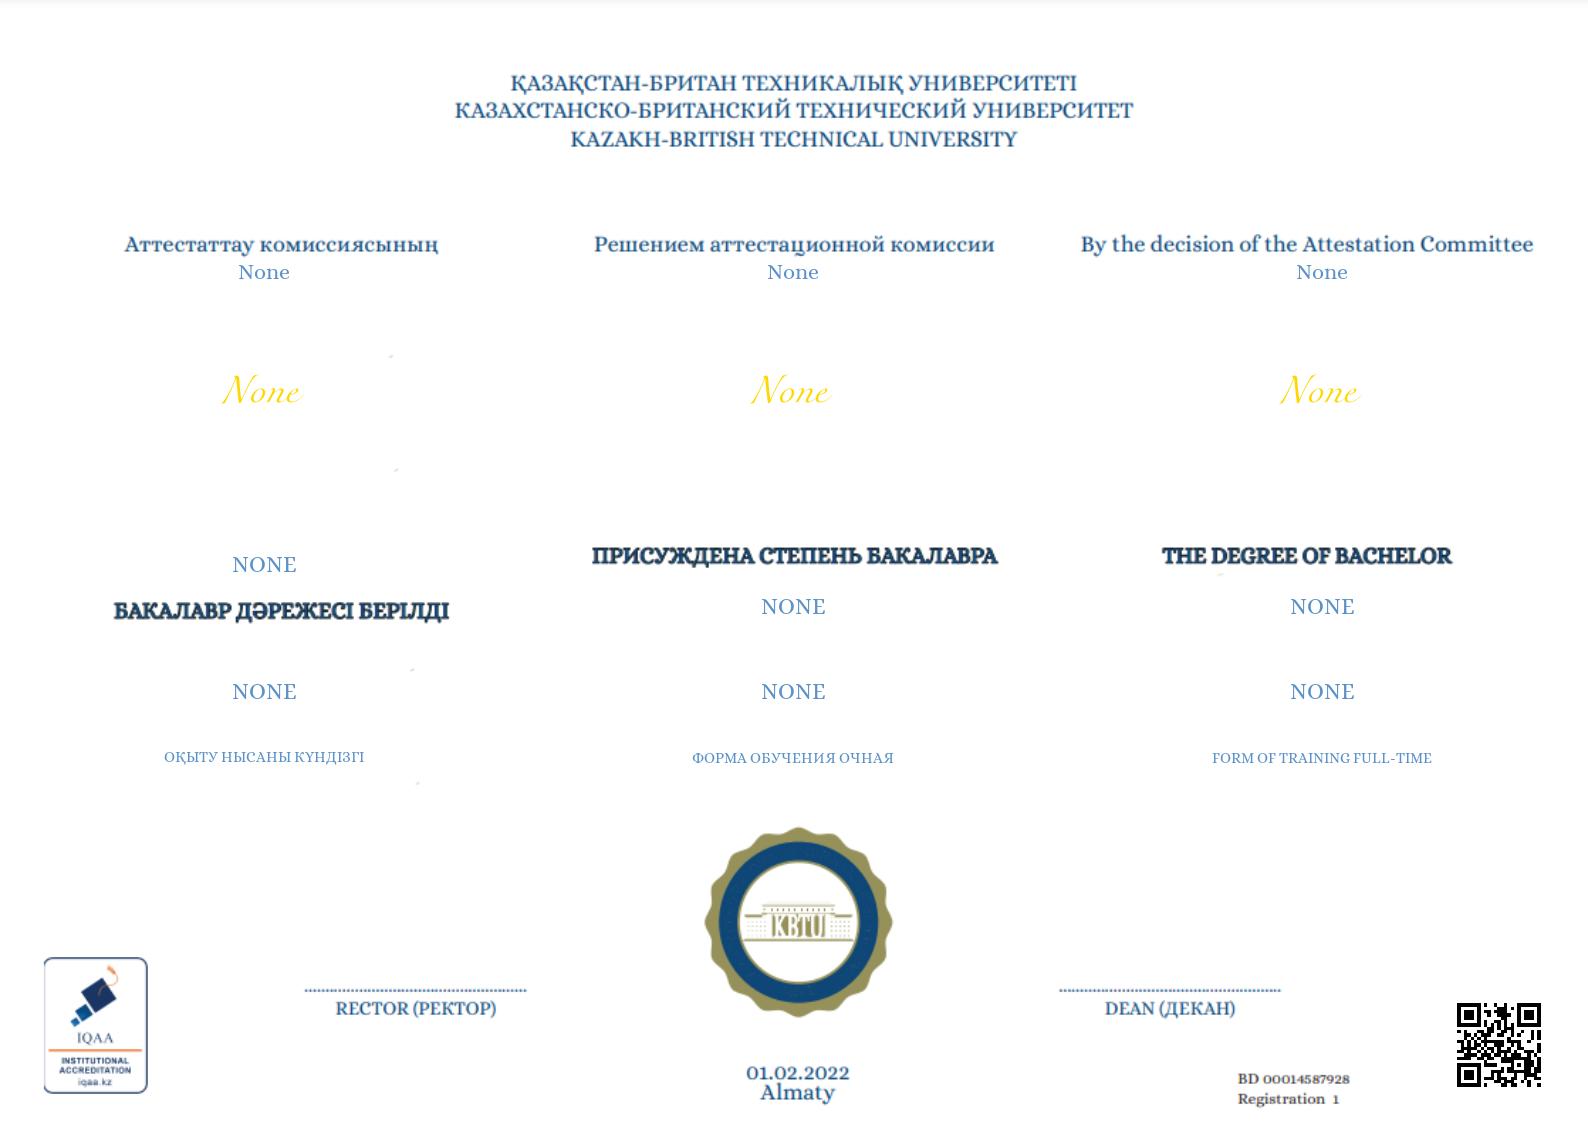 ҚАЗАҚСТАН-БРИТАН ТЕХНИКАЛЫҚ УНИВЕРСИТЕТІ
КАЗАХСТАНСКО-БРИТАНСКИЙ ТЕХНИЧЕСКИЙ УНИВЕРСИТЕТ
KAZAKH-BRITISH TECHNICAL UNIVERSITY
Аттестаттау комиссиясының
None
None
NONE
БАКАЛАВР ДӘРЕЖЕСІ БЕРІЛДІ
NONE
ОҚЫТУ НЫСАНЫ КҮНДІЗГІ
Решением аттестационной комиссии
None
None
ПРИСУЖДЕНА СТЕПЕНЬ БАКАЛАВРА
NONE
NONE
ФОРМА ОБУЧЕНИЯ ОЧНАЯ
By the decision of the Attestation Committee
None
None
THE DEGREE OF BACHELOR
NONE
NONE
FORM OF TRAINING FULL-TIME
KBTU
IQAA
INSTITUTIONAL
ACCREDITATION
iqaa.kz
RECTOR (РЕКТОР)
DEAN (ДЕКАН)
01.02.2022
Almaty
BD 00014587928
Registration 1